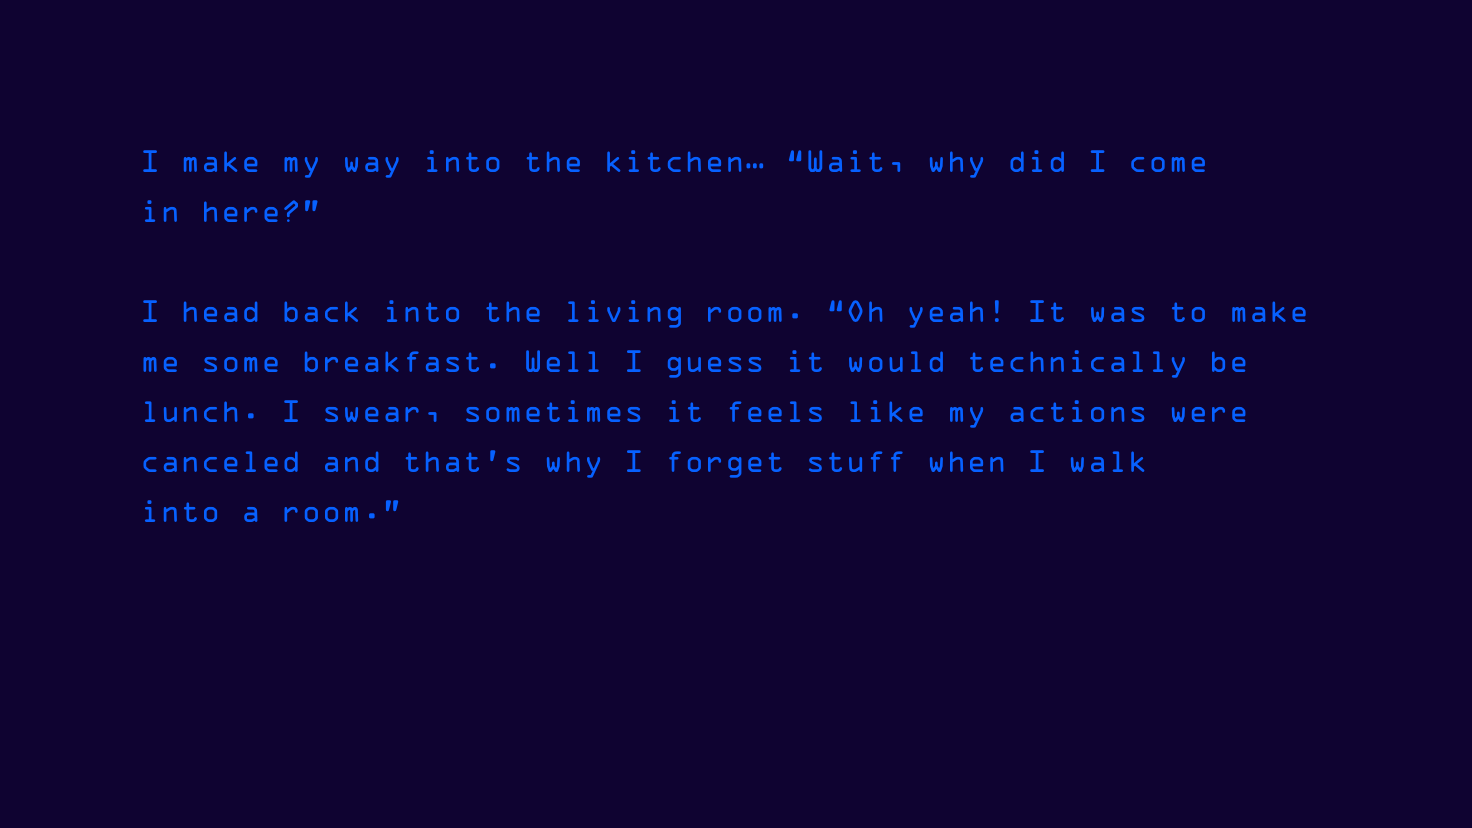 I make my way into the kitchen… “Wait, why did I come
in here?”
I head back into the living room. “Oh yeah! It was to make
me some breakfast. Well I guess it would technically be
lunch. I swear, sometimes it feels like my actions were
canceled and that's why I forget stuff when I walk
into a room.”